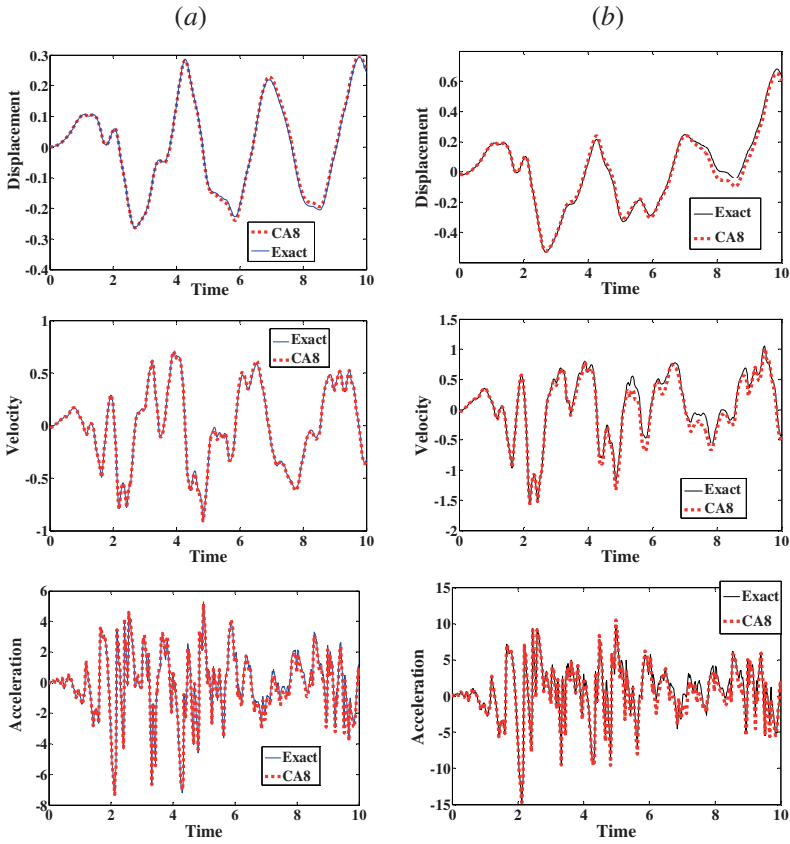 (a)
0.3
0.2
0.1
0
-0.1
-0.2
-0.3
-0.4
Displacement
CA8
Exact
0 2 4 6 8 10
Time
(b)
0.6
0.4
0.2
0
-0.2
-0.4
Displacement
Exact
CA8
0 2 4 6 8 10
Time
1
0.5
0
-0.5
-1
Velocity
Exact
CA8
0 2 4 6 8 10
Time
1.5
1
0.5
0
-0.5
-1
-1.5
-2
Velocity
Exact
CA8
0 2 4 6 8 10
Time
6
4
2
0
-2
-4
-6
-8
Acceleration
Exact
CA8
0 2 4 6 8 10
Time
15
10
5
0
-5
-10
-15
Acceleration
Exact
CA8
0 2 4 6 8 10
Time